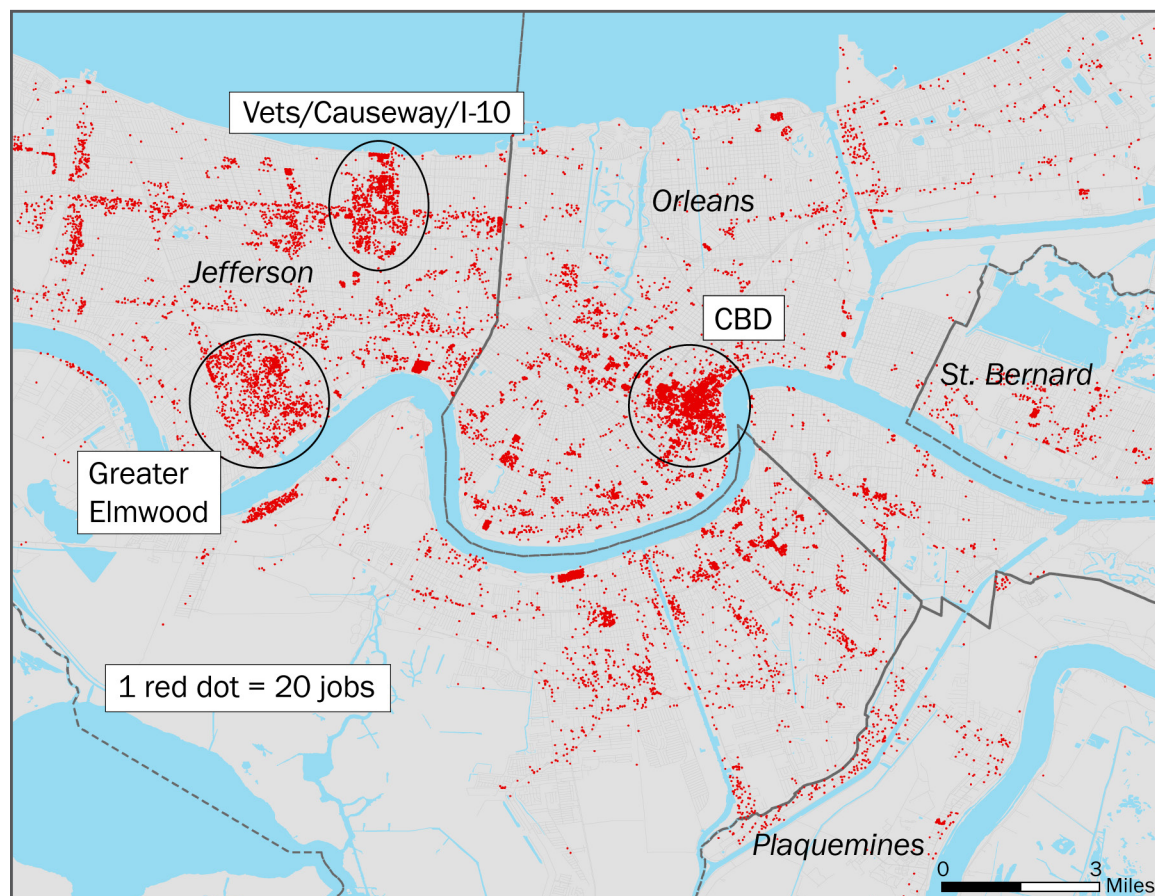 Vets/Causeway/I-10
Orleans
Jefferson
CBD
St. Bernard
Greater
Elmwood
1 red dot = 20 jobs
Plaquemines
0 3
Miles